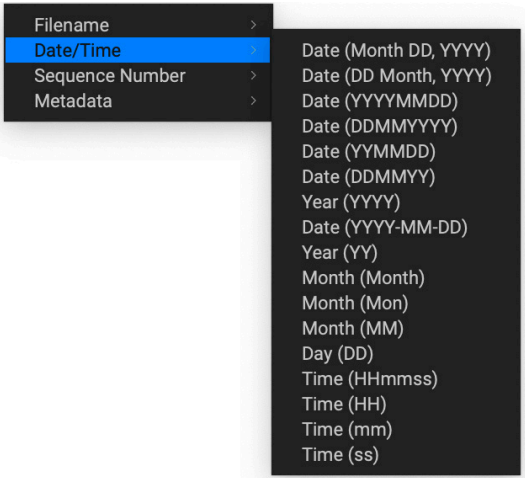 Filename
Date/Time
Sequence Number
Metadata
Date (Month DD, YYYY)
Date (DD Month, YYYY)
Date (YYYYMMDD)
Date (DDMMYYYY)
Date (YYMMDD)
Date (DDMMYY)
Year (YYYY)
Date (YYYY-MM-DD)
Year (YY)
Month (Month)
Month (Mon)
Month (MM)
Day (DD)
Time (HHmmss)
Time (HH)
Time (mm)
Time (ss)